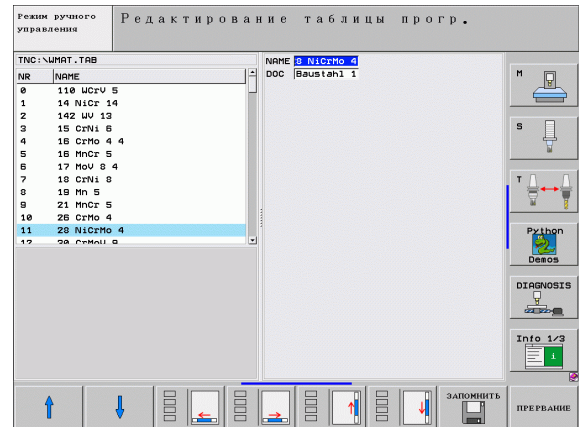 Режим ручного
управления
Редактирование таблицы прогр.
TNC:\WMAT.TAB
NR NAME
0 110 WCrV 5
1 14 NiCr 14
2 142 WV 13
3 15 CrNi 6
4 16 CrMo 4 4
5 16 MnCr 5
6 17 MoV 8 4
7 18 CrNi 8
8 19 Mn 5
9 21 MnCr 5
10 26 CrMo 4
11 28 NiCrMo 4
12 30 CrMoV 9
NAME 28 NiCrMo 4
DOC Baustahl 1
M
S
T
Python
Demos
DIAGNOSIS
Info 1/3
i
ЗАПОМНИТЬ
ПРЕРВАНИЕ